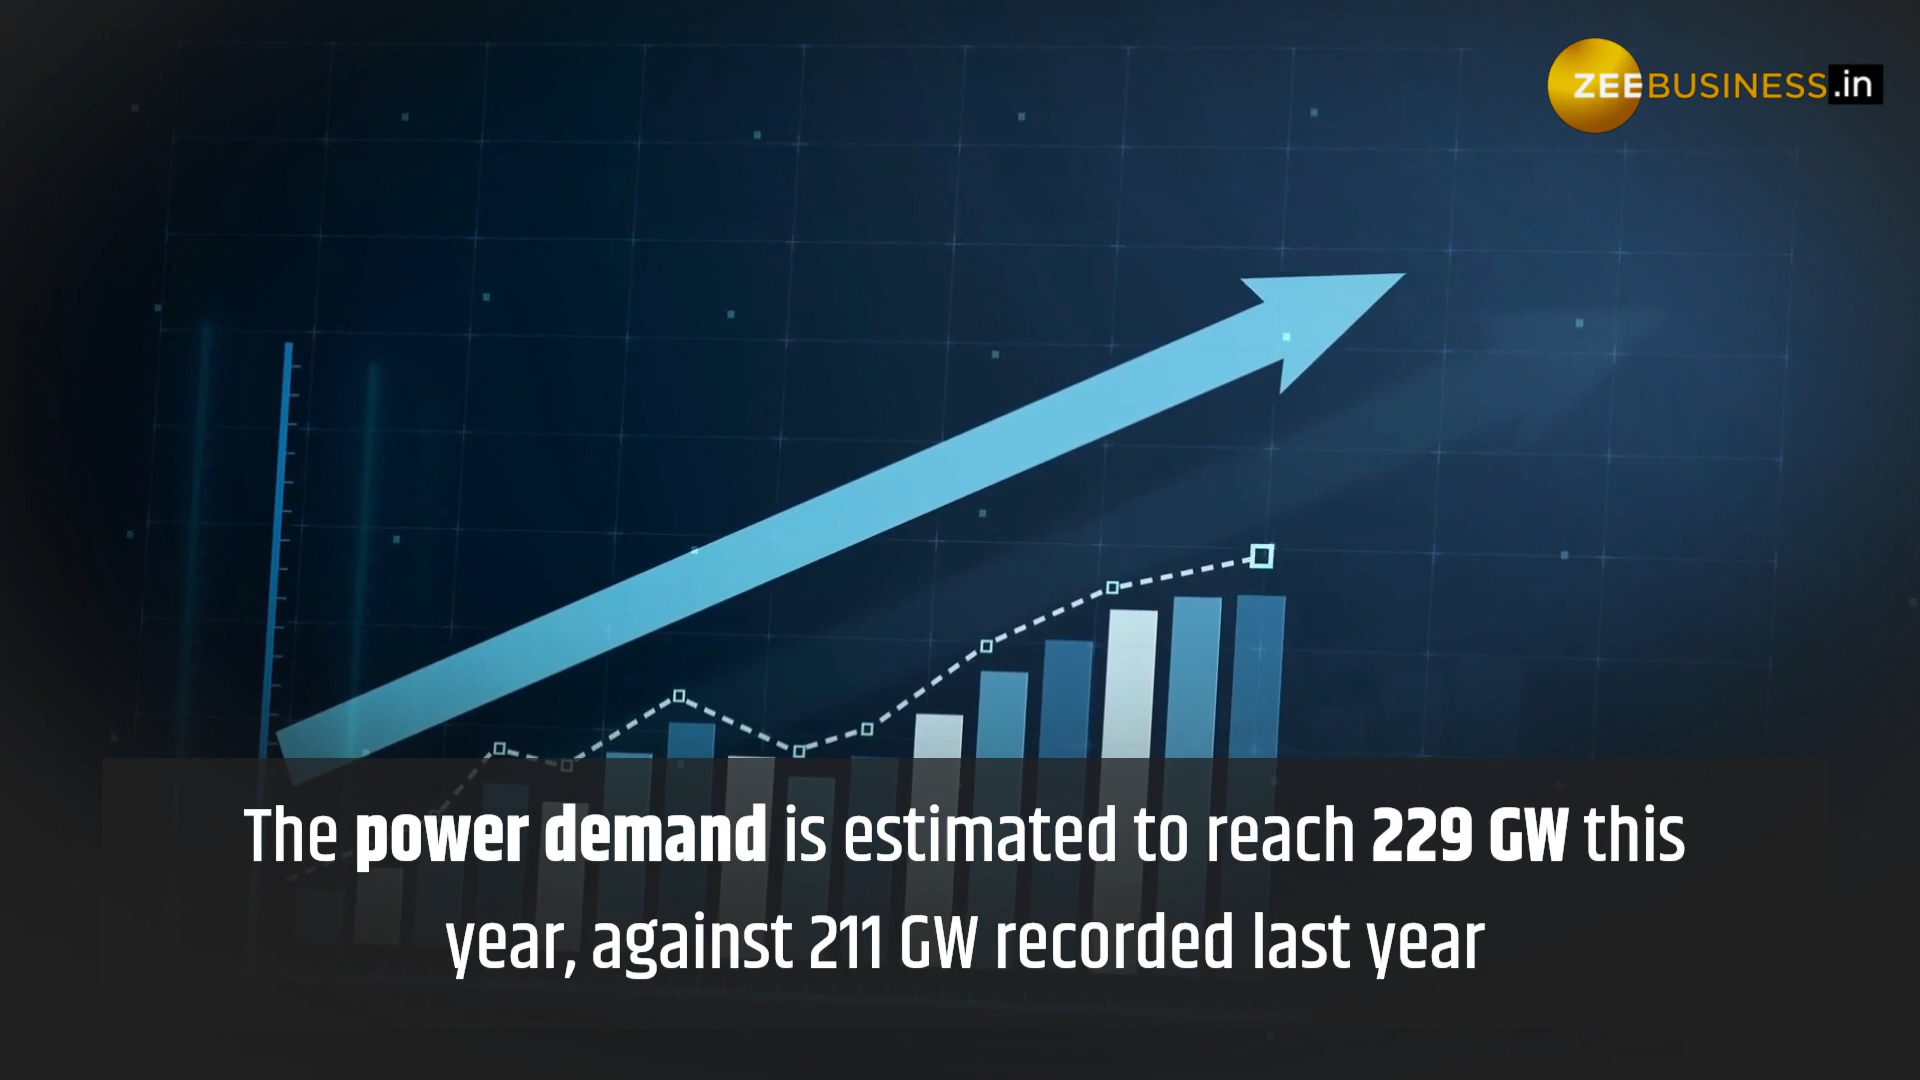 ZEEBUSINESS.in
The power demand is estimated to reach 229 GW this
year, against 211 GW recorded last year